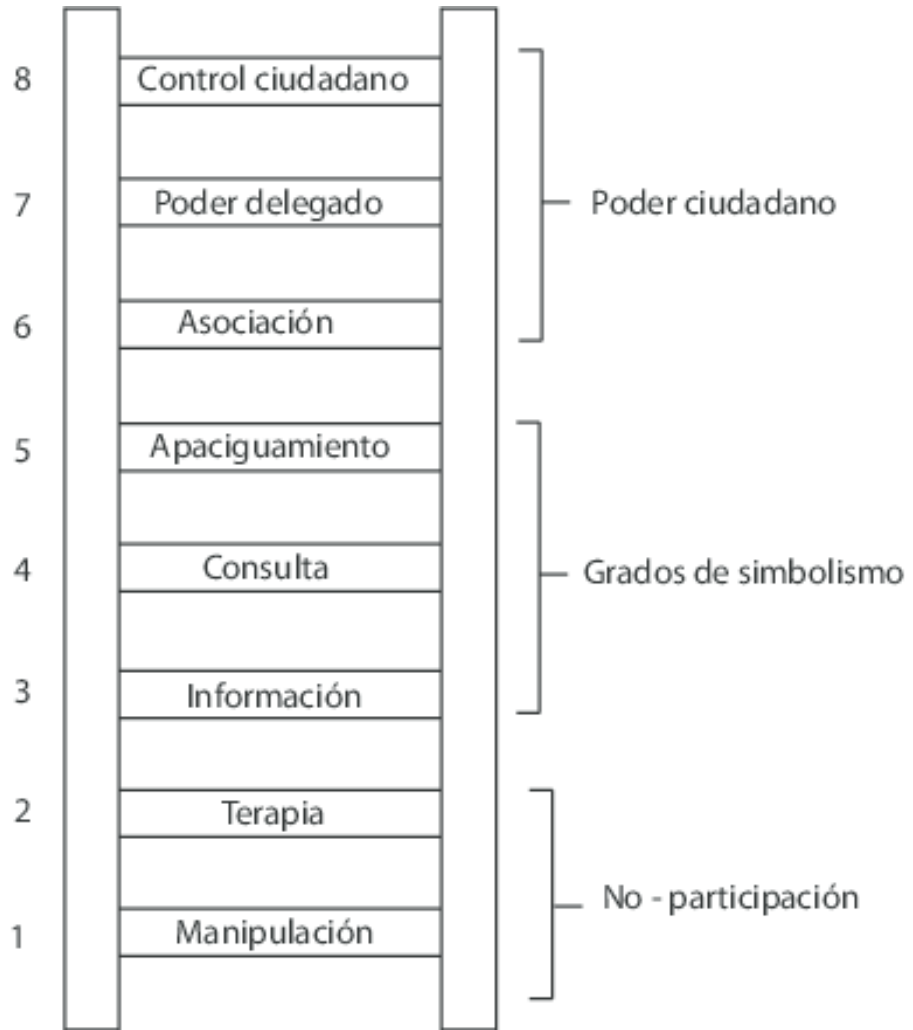 8 Control ciudadano
7 Poder delegado
Poder ciudadano
6 Asociación
5 Apaciguamiento
4 Consulta
Grados de simbolismo
3 Información
2 Terapia
No - participación
1 Manipulación